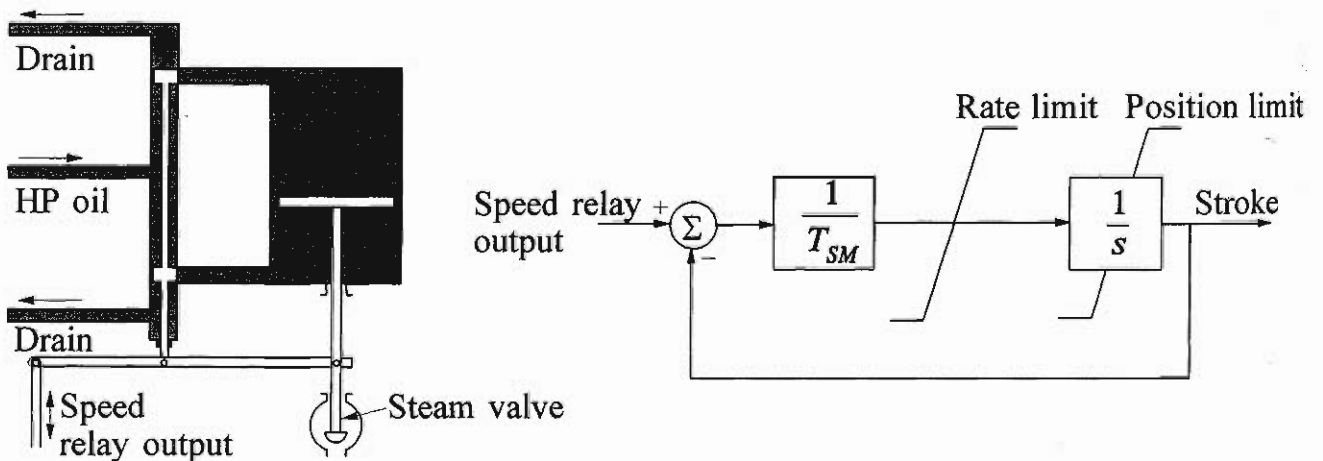 Drain
HP oil
Drain
Speed
relay output
Steam valve
Speed relay
output
+
Σ
−
1
T_SM
Rate limit
Position limit
1
s
Stroke